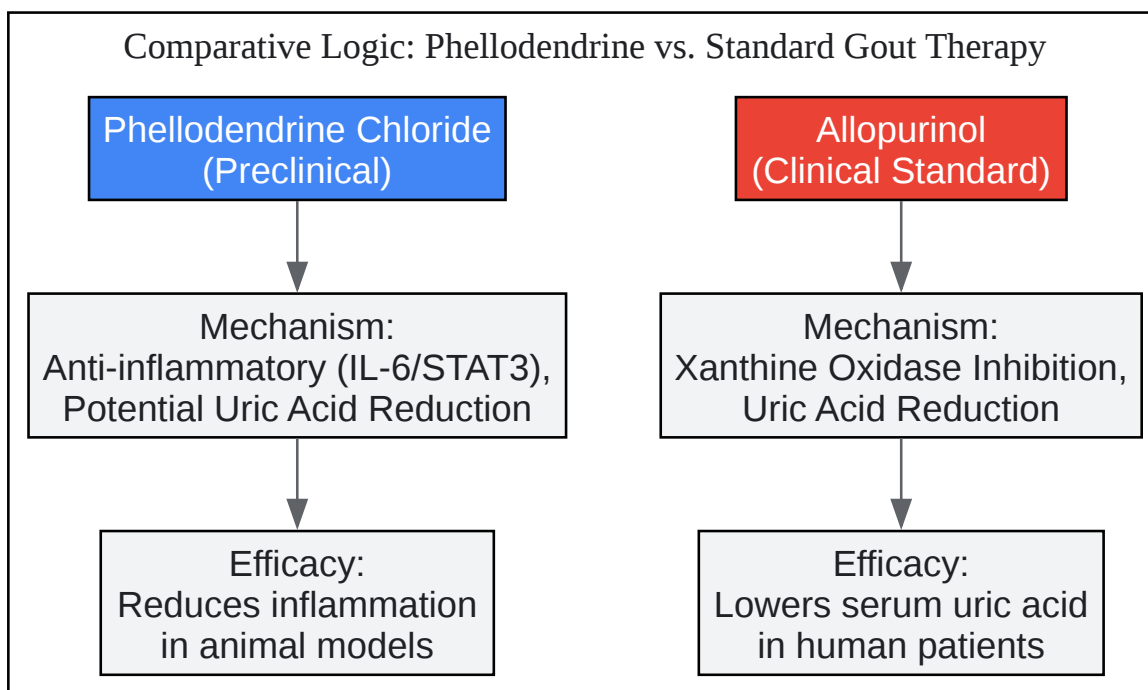 Comparative Logic: Phellodendrine vs. Standard Gout Therapy
Phellodendrine Chloride
(Preclinical)
Mechanism:
Anti-inflammatory (IL-6/STAT3),
Potential Uric Acid Reduction
Efficacy:
Reduces inflammation
in animal models
Allopurinol
(Clinical Standard)
Mechanism:
Xanthine Oxidase Inhibition,
Uric Acid Reduction
Efficacy:
Lowers serum uric acid
in human patients